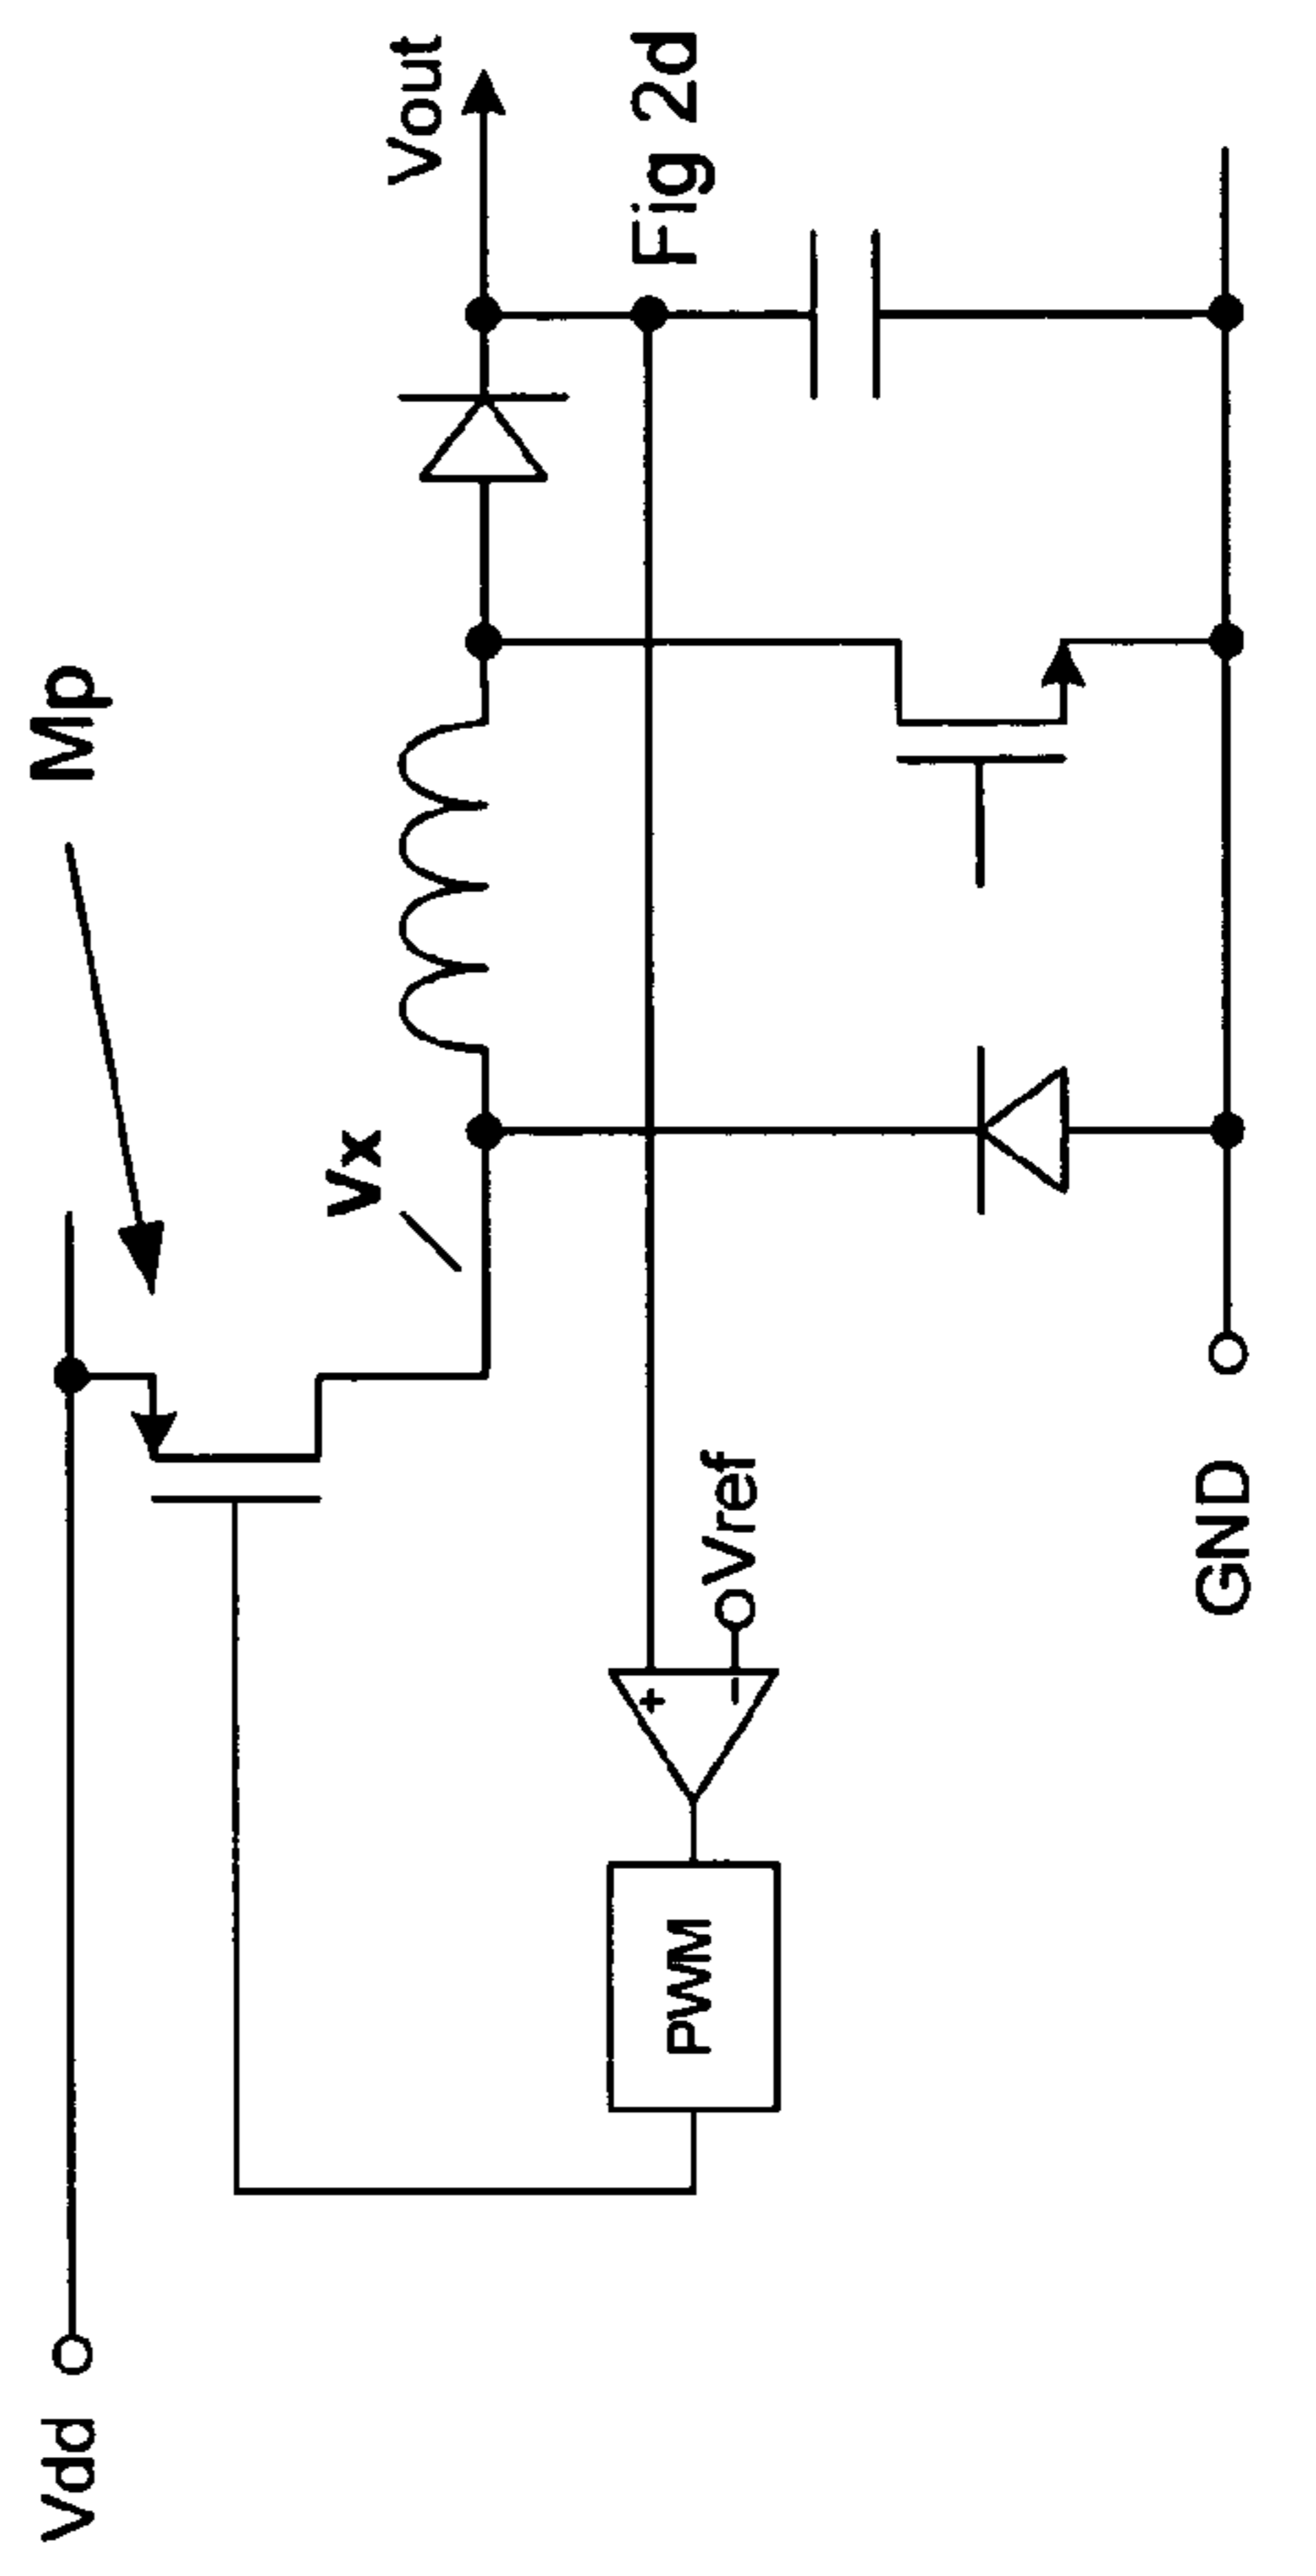 Vdd
Mp
Vx
Vout
PWM
+
-
Vref
GND
Fig 2d